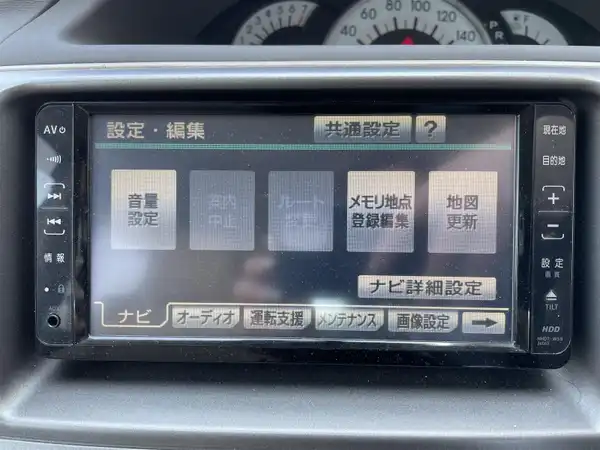 40 60 80 100 120 140
P
R
F
AV
現在地
設定・編集
共通設定
?
目的地
音量
設定
案内
中止
ルート
メモリ地点
登録編集
地図
更新
+
−
情報
設定
画質
ナビ詳細設定
TILT
ナビ
オーディオ
運転支援
メンテナンス
画像設定
HDD